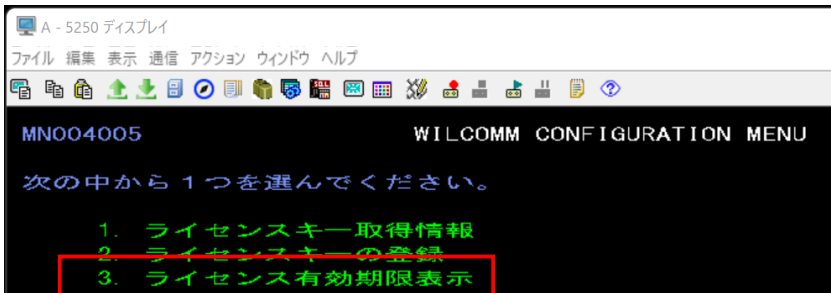 A - 5250 ディスプレイ
ファイル 編集 表示 通信 アクション ウィンドウ ヘルプ
MN004005 WILCOMM CONFIGURATION MENU
次の中から１つを選んでください。
1. ライセンスキー取得情報
2. ライセンスキーの登録
3. ライセンス有効期限表示